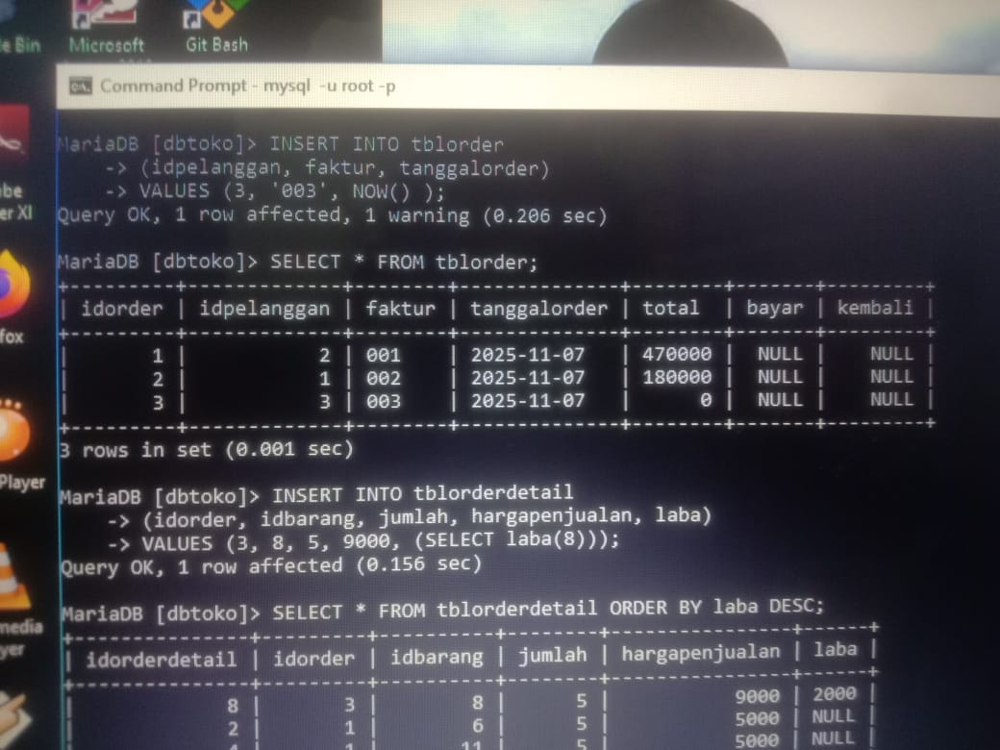 e Bin
Microsoft
Git Bash
Command Prompt - mysql -u root -p
MariaDB [dbtoko]> INSERT INTO tblorder
-> (idpelanggan, faktur, tanggalorder)
-> VALUES (3, '003', NOW() );
Query OK, 1 row affected, 1 warning (0.206 sec)
MariaDB [dbtoko]> SELECT * FROM tblorder;
+----------+-------------+--------+--------------+--------+-------+---------+
| idorder | idpelanggan | faktur | tanggalorder | total | bayar | kembali |
+----------+-------------+--------+--------------+--------+-------+---------+
| 1 | 2 | 001 | 2025-11-07 | 470000 | NULL | NULL |
| 2 | 1 | 002 | 2025-11-07 | 180000 | NULL | NULL |
| 3 | 3 | 003 | 2025-11-07 | 0 | NULL | NULL |
+----------+-------------+--------+--------------+--------+-------+---------+
3 rows in set (0.001 sec)
MariaDB [dbtoko]> INSERT INTO tblorderdetail
-> (idorder, idbarang, jumlah, hargapenjualan, laba)
-> VALUES (3, 8, 5, 9000, (SELECT laba(8)));
Query OK, 1 row affected (0.156 sec)
MariaDB [dbtoko]> SELECT * FROM tblorderdetail ORDER BY laba DESC;
+---------------+---------+----------+--------+----------------+------+
| idorderdetail | idorder | idbarang | jumlah | hargapenjualan | laba |
+---------------+---------+----------+--------+----------------+------+
| 8 | 3 | 8 | 5 | 9000 | 2000 |
| 2 | 1 | 6 | 5 | 5000 | NULL |
| 4 | 1 | 11 | 5 | 5000 | NULL
be
er XI
fox
Player
media
yer